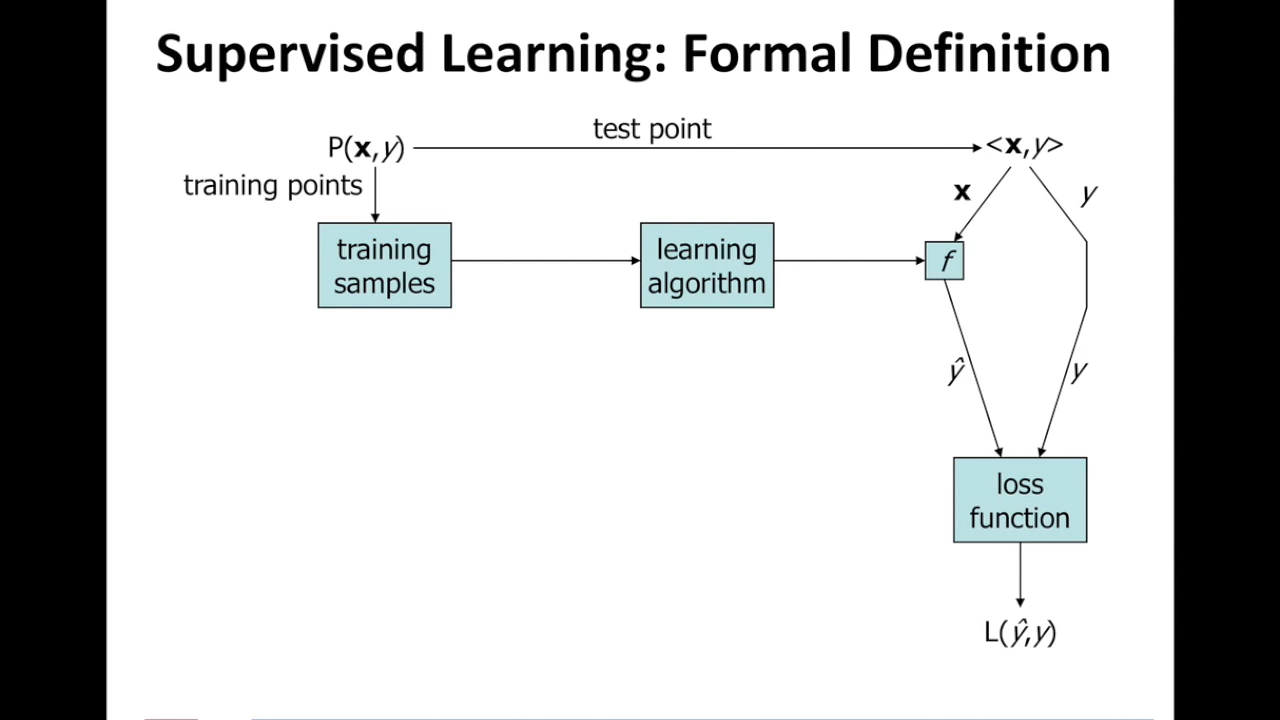 Supervised Learning: Formal Definition
test point
P(x,y)
<x,y>
training points
x
y
training
samples
learning
algorithm
f
ŷ
y
loss
function
L(ŷ,y)